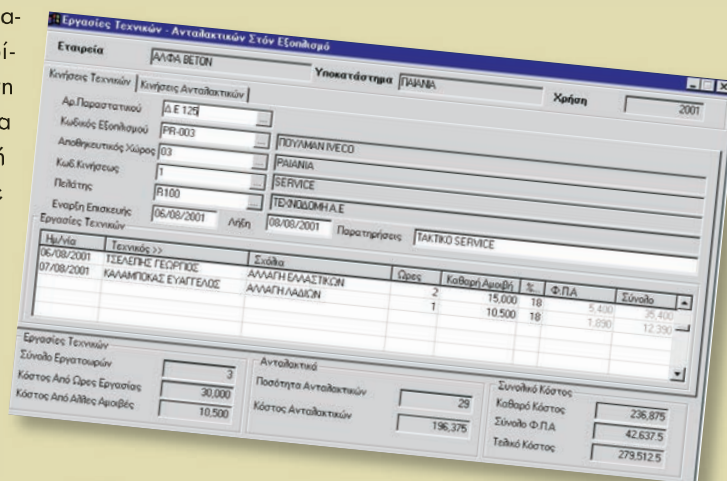 α-
οί-
τη
α
ή
ε
Εργασίες Τεχνικών - Ανταλλακτικών Στόν Εξοπλισμό
Εταιρεία ΑΛΦΑ ΒΕΤΟΝ Υποκατάστημα ΠΑΙΑΝΙΑ Χρήση 2001
Κινήσεις Τεχνικών Κινήσεις Ανταλλακτικών
Αρ.Παραστατικού Δ.Ε 125 ...
Κωδικός Εξοπλισμού PR-003 ... ΠΟΥΛΜΑΝ IVECO
Αποθηκευτικός Χώρος 03 ... PAIANIA
Κωδ.Κινήσεως 1 ... SERVICE
Πελάτης R100 ... ΤΕΧΝΟΔΟΜΗ Α.Ε
Εναρξη Επισκευής 06/08/2001 Λήξη 08/08/2001 Παρατηρήσεις ΤΑΚΤΙΚΟ SERVICE
Εργασίες Τεχνικών
Ημ/νία Τεχνικός >> Σχόλια Ωρες Καθαρή Αμοιβή %... Φ.Π.Α Σύνολο
06/08/2001 ΤΣΕΛΕΠΗΣ ΓΕΩΡΓΙΟΣ ΑΛΛΑΓΗ ΕΛΛΑΣΤΙΚΩΝ 2 15,000 18 5,400 35,400
07/08/2001 ΚΑΛΑΜΠΟΚΑΣ ΕΥΑΓΓΕΛΟΣ ΑΛΛΑΓΗ ΛΑΔΙΩΝ 1 10.500 18 1,890 12.390
Εργασίες Τεχνικών
Σύνολο Εργατοωρών 3
Κόστος Από Ωρες Εργασίας 30,000
Κόστος Από Αλλες Αμοιβές 10.500
Ανταλλακτικά
Ποσότητα Ανταλλακτικών 29
Κόστος Ανταλλακτικών 196,375
Συνολικό Κόστος
Καθαρό Κόστος 236,875
Σύνολο Φ.Π.Α 42.637.5
Τελικό Κόστος 279.512.5